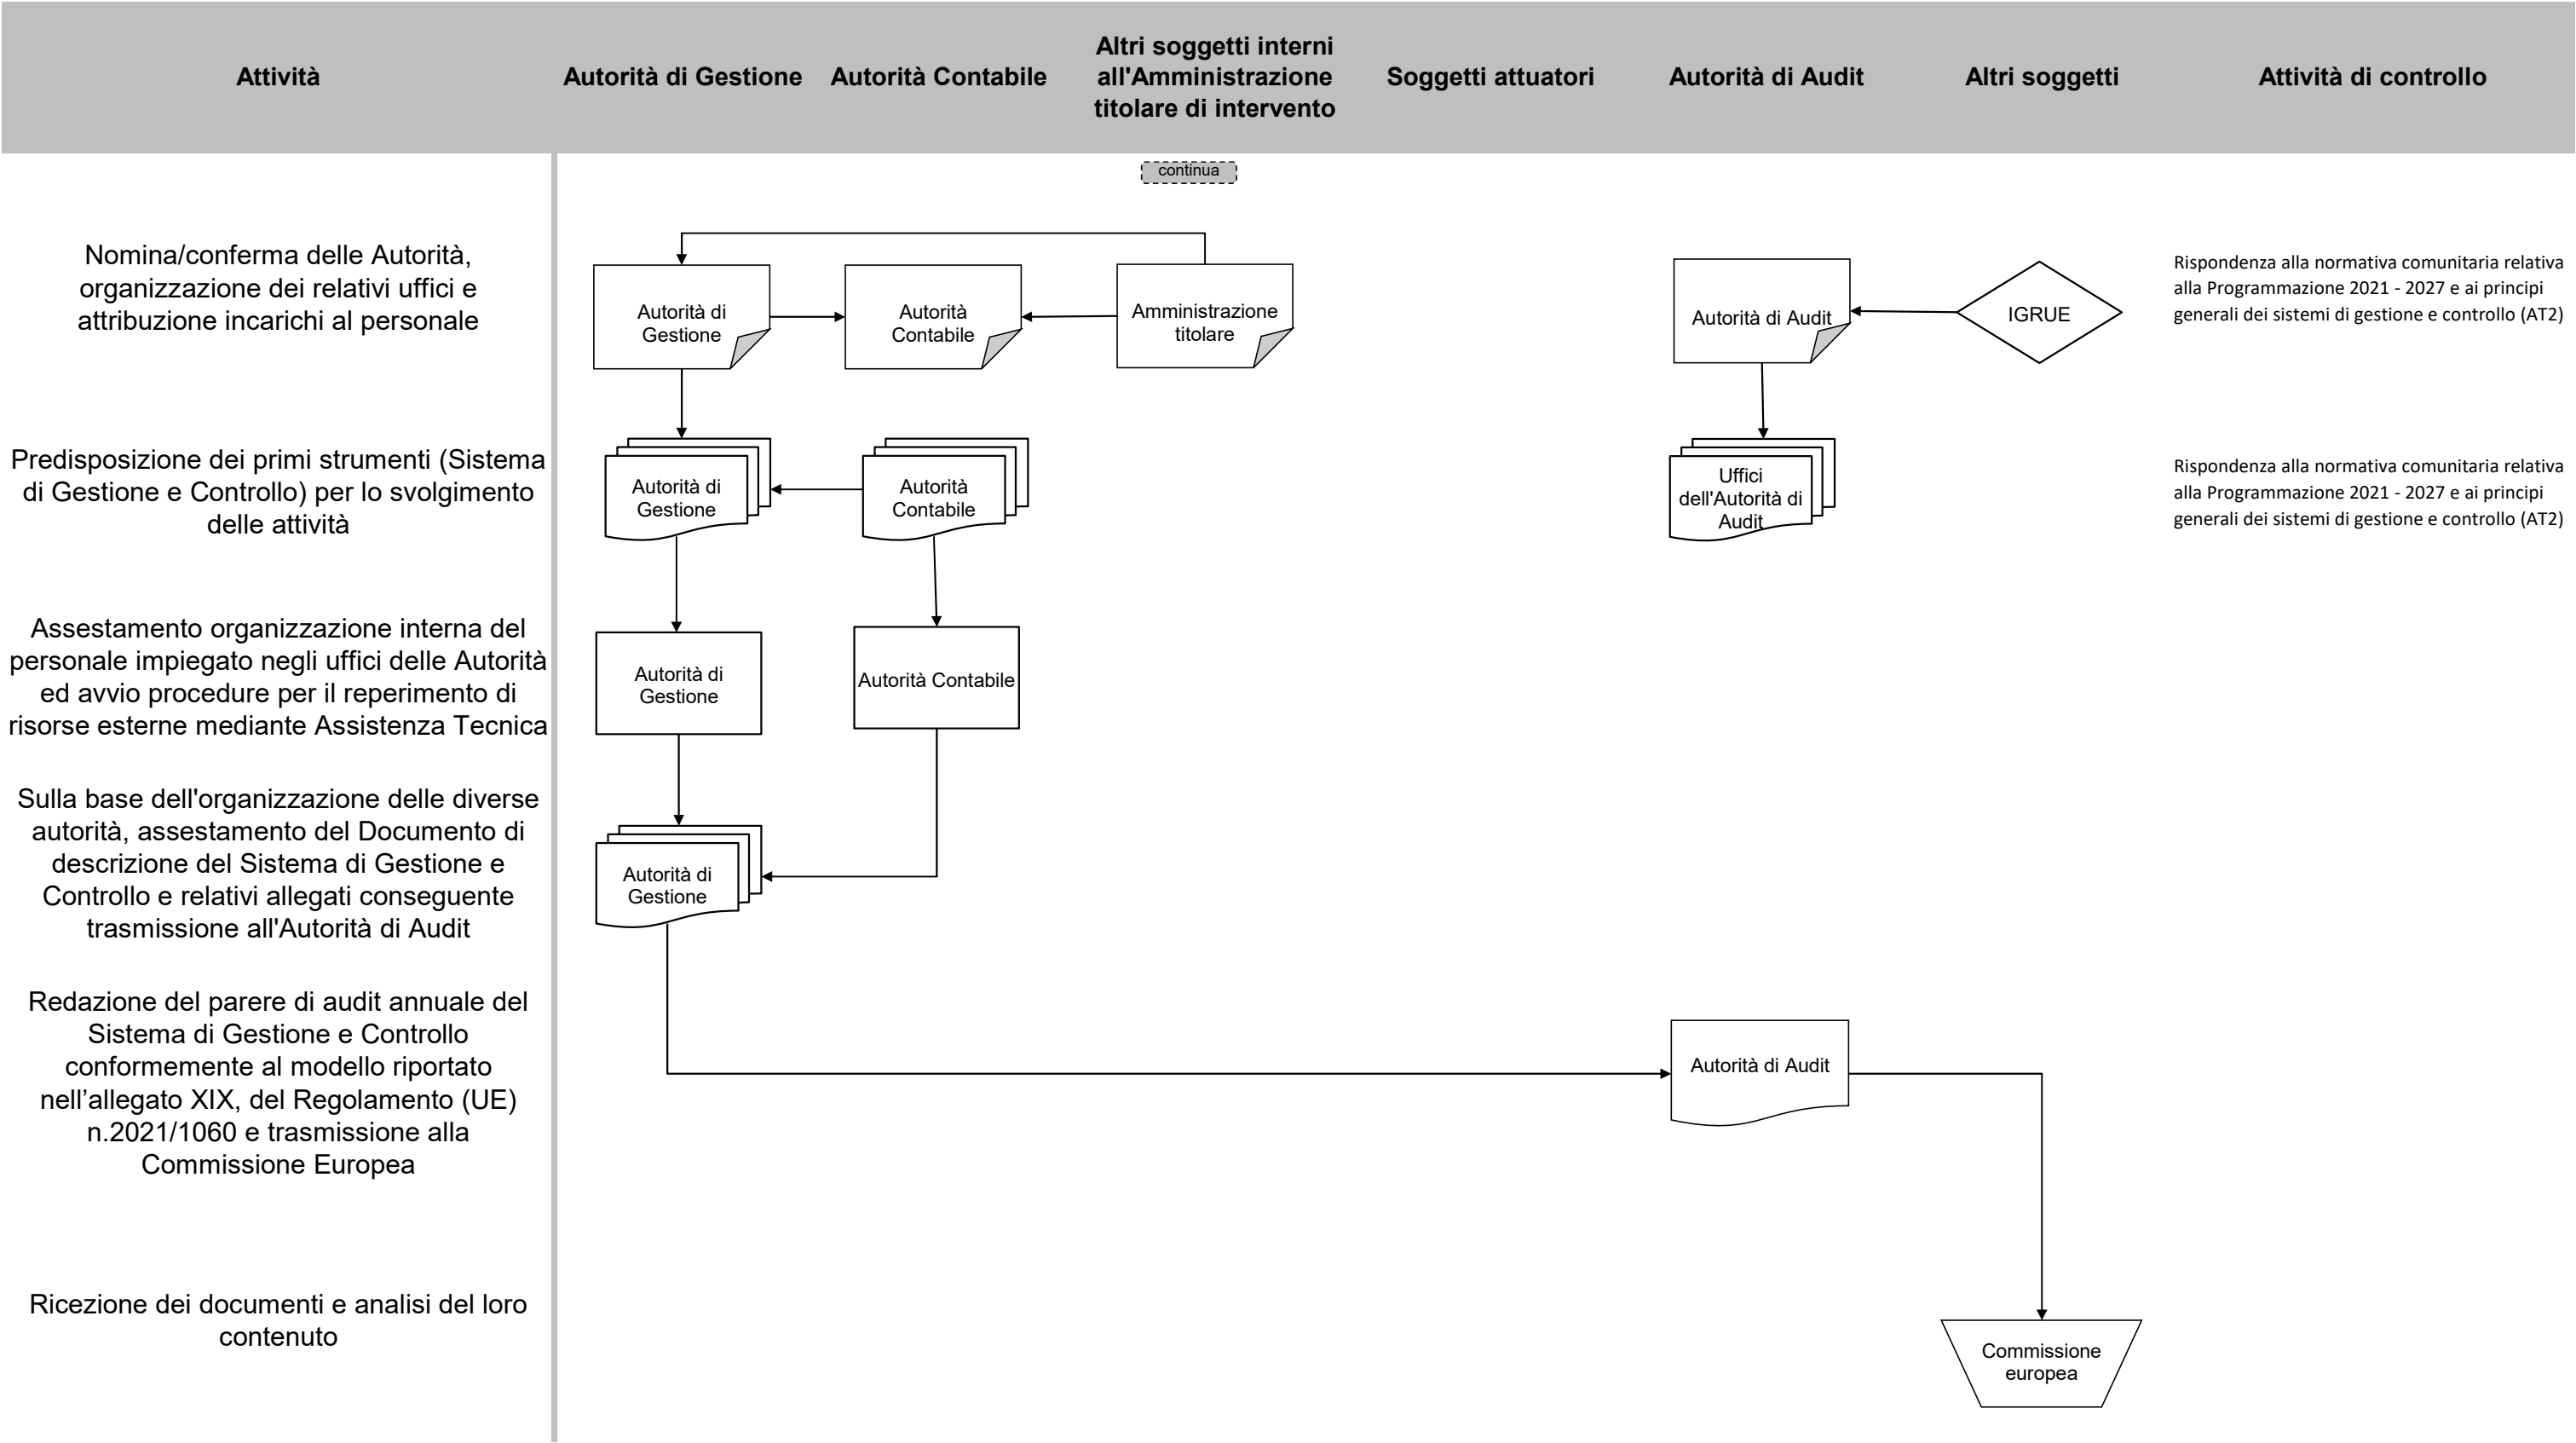 Attività
Autorità di Gestione
Autorità Contabile
Altri soggetti interni
all'Amministrazione
titolare di intervento
Soggetti attuatori
Autorità di Audit
Altri soggetti
Attività di controllo
continua
Nomina/conferma delle Autorità,
organizzazione dei relativi uffici e
attribuzione incarichi al personale
Autorità di
Gestione
Autorità
Contabile
Amministrazione
titolare
Autorità di Audit
IGRUE
Rispondenza alla normativa comunitaria relativa
alla Programmazione 2021 - 2027 e ai principi
generali dei sistemi di gestione e controllo (AT2)
Predisposizione dei primi strumenti (Sistema
di Gestione e Controllo) per lo svolgimento
delle attività
Autorità di
Gestione
Autorità
Contabile
Uffici
dell'Autorità di
Audit
Rispondenza alla normativa comunitaria relativa
alla Programmazione 2021 - 2027 e ai principi
generali dei sistemi di gestione e controllo (AT2)
Assestamento organizzazione interna del
personale impiegato negli uffici delle Autorità
ed avvio procedure per il reperimento di
risorse esterne mediante Assistenza Tecnica
Autorità di
Gestione
Autorità Contabile
Sulla base dell'organizzazione delle diverse
autorità, assestamento del Documento di
descrizione del Sistema di Gestione e
Controllo e relativi allegati conseguente
trasmissione all'Autorità di Audit
Autorità di
Gestione
Redazione del parere di audit annuale del
Sistema di Gestione e Controllo
conformemente al modello riportato
nell’allegato XIX, del Regolamento (UE)
n.2021/1060 e trasmissione alla
Commissione Europea
Autorità di Audit
Ricezione dei documenti e analisi del loro
contenuto
Commissione
europea